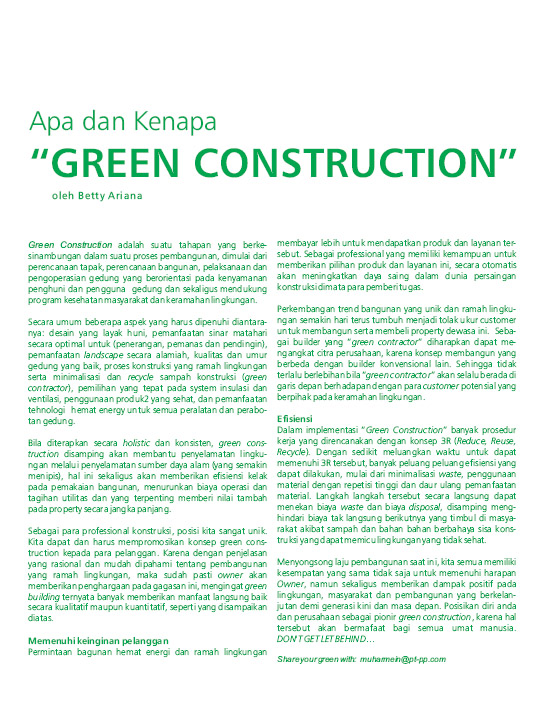 Apa dan Kenapa
“GREEN CONSTRUCTION”
oleh Betty Ariana
Green Construction adalah suatu tahapan yang berke-
sinambungan dalam suatu proses pembangunan, dimulai dari
perencanaan tapak, perencanaan bangunan, pelaksanaan dan
pengoperasian gedung yang berorientasi pada kenyamanan
penghuni dan pengguna gedung dan sekaligus mendukung
program kesehatan masyarakat dan keramahan lingkungan.
Secara umum beberapa aspek yang harus dipenuhi diantara-
nya: desain yang layak huni, pemanfaatan sinar matahari
secara optimal untuk (penerangan, pemanas dan pendingin),
pemanfaatan landscape secara alamiah, kualitas dan umur
gedung yang baik, proses konstruksi yang ramah lingkungan
serta minimalisasi dan recycle sampah konstruksi (green
contractor), pemilihan yang tepat pada system insulasi dan
ventilasi, penggunaan produk2 yang sehat, dan pemanfaatan
tehnologi hemat energy untuk semua peralatan dan perabo-
tan gedung.
Bila diterapkan secara holistic dan konsisten, green cons-
truction disamping akan membantu penyelamatan lingku-
ngan melalui penyelamatan sumber daya alam (yang semakin
menipis), hal ini sekaligus akan memberikan efisiensi kelak
pada pemakaian bangunan, menurunkan biaya operasi dan
tagihan utilitas dan yang terpenting memberi nilai tambah
pada property secara jangka panjang.
Sebagai para professional konstruksi, posisi kita sangat unik.
Kita dapat dan harus mempromosikan konsep green cons-
truction kepada para pelanggan. Karena dengan penjelasan
yang rasional dan mudah dipahami tentang pembangunan
yang ramah lingkungan, maka sudah pasti owner akan
memberikan penghargaan pada gagasan ini, mengingat green
building ternyata banyak memberikan manfaat langsung baik
secara kualitatif maupun kuantitatif, seperti yang disampaikan
diatas.
Memenuhi keinginan pelanggan
Permintaan bagunan hemat energi dan ramah lingkungan
membayar lebih untuk mendapatkan produk dan layanan ter-
sebut. Sebagai professional yang memiliki kemampuan untuk
memberikan pilihan produk dan layanan ini, secara otomatis
akan meningkatkan daya saing dalam dunia persaingan
konstruksi dimata para pemberi tugas.
Perkembangan trend bangunan yang unik dan ramah lingku-
ngan semakin hari terus tumbuh menjadi tolak ukur customer
untuk membangun serta membeli property dewasa ini. Seba-
gai builder yang “green contractor” diharapkan dapat me-
ngangkat citra perusahaan, karena konsep membangun yang
berbeda dengan builder konvensional lain. Sehingga tidak
terlalu berlebihan bila “green contractor” akan selalu berada di
garis depan berhadapan dengan para customer potensial yang
berpihak pada keramahan lingkungan.
Efisiensi
Dalam implementasi “Green Construction” banyak prosedur
kerja yang direncanakan dengan konsep 3R (Reduce, Reuse,
Recycle). Dengan sedikit meluangkan waktu untuk dapat
memenuhi 3R tersebut, banyak peluang peluang efisiensi yang
dapat dilakukan, mulai dari minimalisasi waste, penggunaan
material dengan repetisi tinggi dan daur ulang pemanfaatan
material. Langkah langkah tersebut secara langsung dapat
menekan biaya waste dan biaya disposal, disamping meng-
hindari biaya tak langsung berikutnya yang timbul di masya-
rakat akibat sampah dan bahan bahan berbahaya sisa kons-
truksi yang dapat memicu lingkungan yang tidak sehat.
Menyongsong laju pembangunan saat ini, kita semua memiliki
kesempatan yang sama tidak saja untuk memenuhi harapan
Owner, namun sekaligus memberikan dampak positif pada
lingkungan, masyarakat dan pembangunan yang berkelan-
jutan demi generasi kini dan masa depan. Posisikan diri anda
dan perusahaan sebagai pionir green construction, karena hal
tersebut akan bermafaat bagi semua umat manusia.
DON'T GET LET BEHIND…
Share your green with: muharmein@pt-pp.com